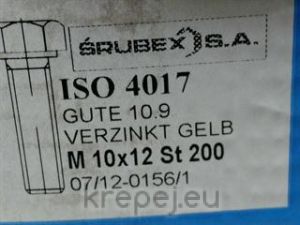 ŚRUBEX S.A.
ISO 4017
GUTE 10.9
VERZINKT GELB
M 10x12 St 200
07/12-0156/1
krepej.eu